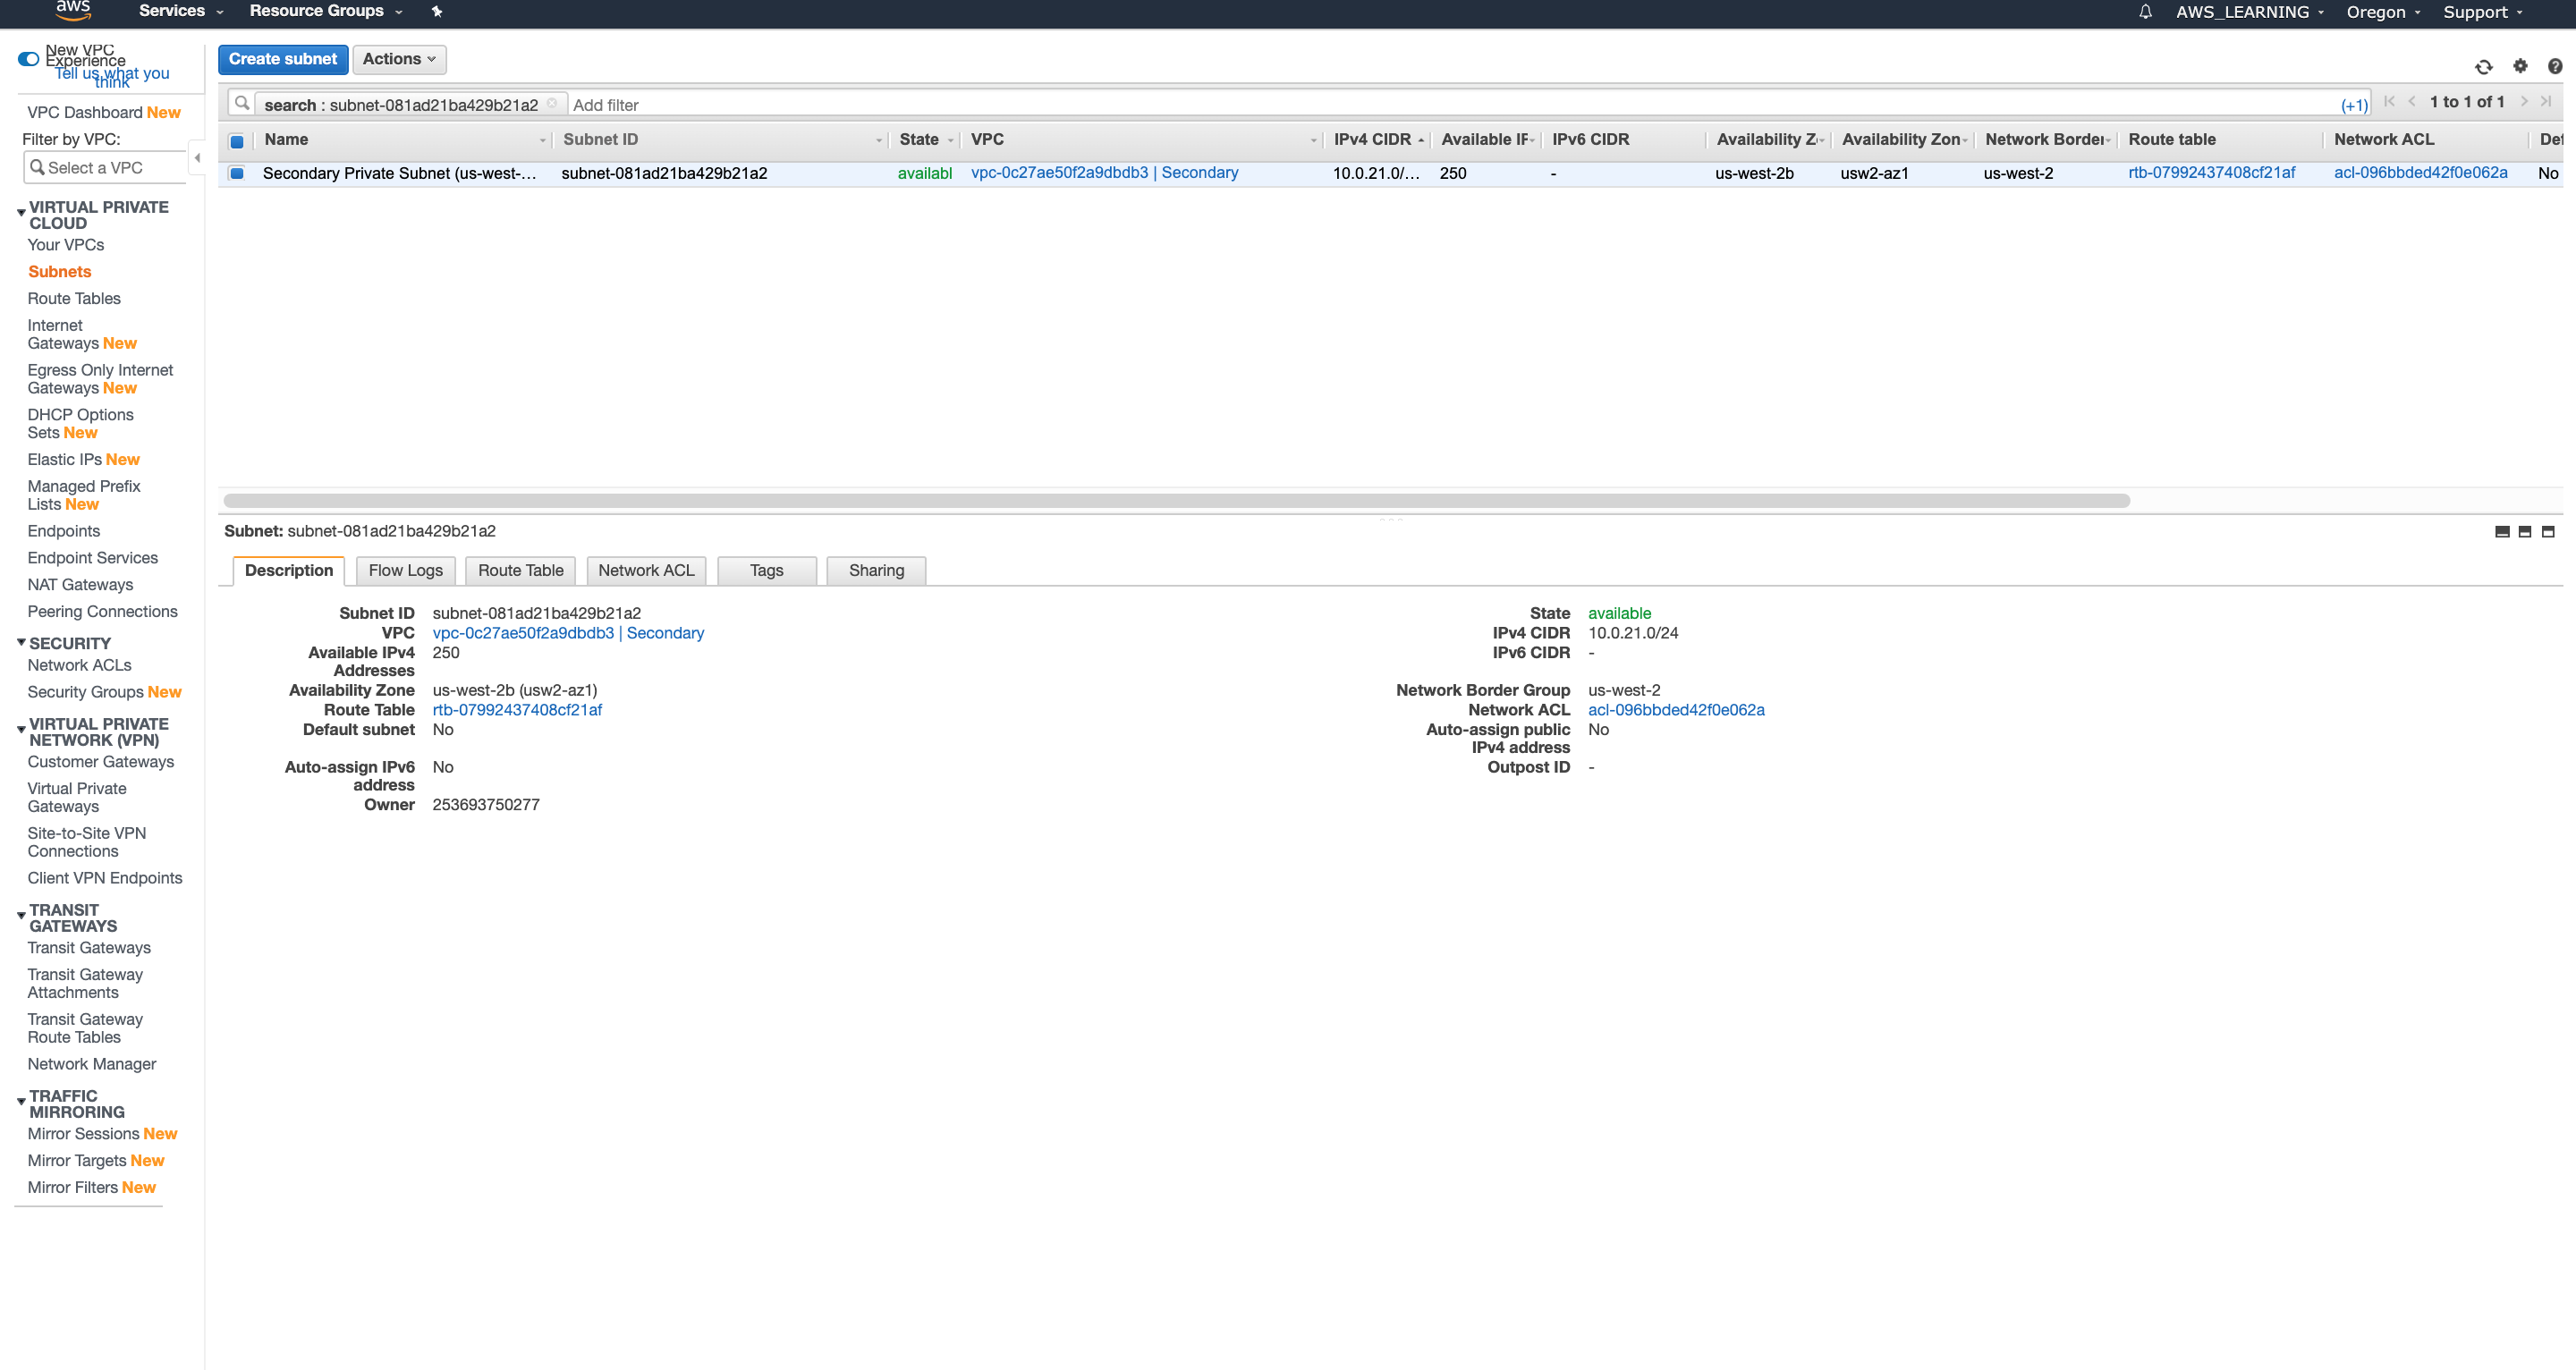 aws
Services
Resource Groups
AWS_LEARNING
Oregon
Support
New VPC
Experience
Tell us what you
think
VPC Dashboard New
Filter by VPC:
Select a VPC
VIRTUAL PRIVATE
CLOUD
Your VPCs
Subnets
Route Tables
Internet
Gateways New
Egress Only Internet
Gateways New
DHCP Options
Sets New
Elastic IPs New
Managed Prefix
Lists New
Endpoints
Endpoint Services
NAT Gateways
Peering Connections
SECURITY
Network ACLs
Security Groups New
VIRTUAL PRIVATE
NETWORK (VPN)
Customer Gateways
Virtual Private
Gateways
Site-to-Site VPN
Connections
Client VPN Endpoints
TRANSIT
GATEWAYS
Transit Gateways
Transit Gateway
Attachments
Transit Gateway
Route Tables
Network Manager
TRAFFIC
MIRRORING
Mirror Sessions New
Mirror Targets New
Mirror Filters New
Create subnet
Actions
search : subnet-081ad21ba429b21a2
Add filter
(+1)
1 to 1 of 1
Name Subnet ID State VPC IPv4 CIDR Available IP IPv6 CIDR Availability Z Availability Zon Network Border Route table Network ACL Def
Secondary Private Subnet (us-west-... subnet-081ad21ba429b21a2 availabl vpc-0c27ae50f2a9dbdb3 | Secondary 10.0.21.0/... 250 - us-west-2b usw2-az1 us-west-2 rtb-07992437408cf21af acl-096bbded42f0e062a No
Subnet: subnet-081ad21ba429b21a2
Description Flow Logs Route Table Network ACL Tags Sharing
Subnet ID subnet-081ad21ba429b21a2
VPC vpc-0c27ae50f2a9dbdb3 | Secondary
Available IPv4 250
Addresses
Availability Zone us-west-2b (usw2-az1)
Route Table rtb-07992437408cf21af
Default subnet No
Auto-assign IPv6 No
address
Owner 253693750277
State available
IPv4 CIDR 10.0.21.0/24
IPv6 CIDR -
Network Border Group us-west-2
Network ACL acl-096bbded42f0e062a
Auto-assign public No
IPv4 address
Outpost ID -